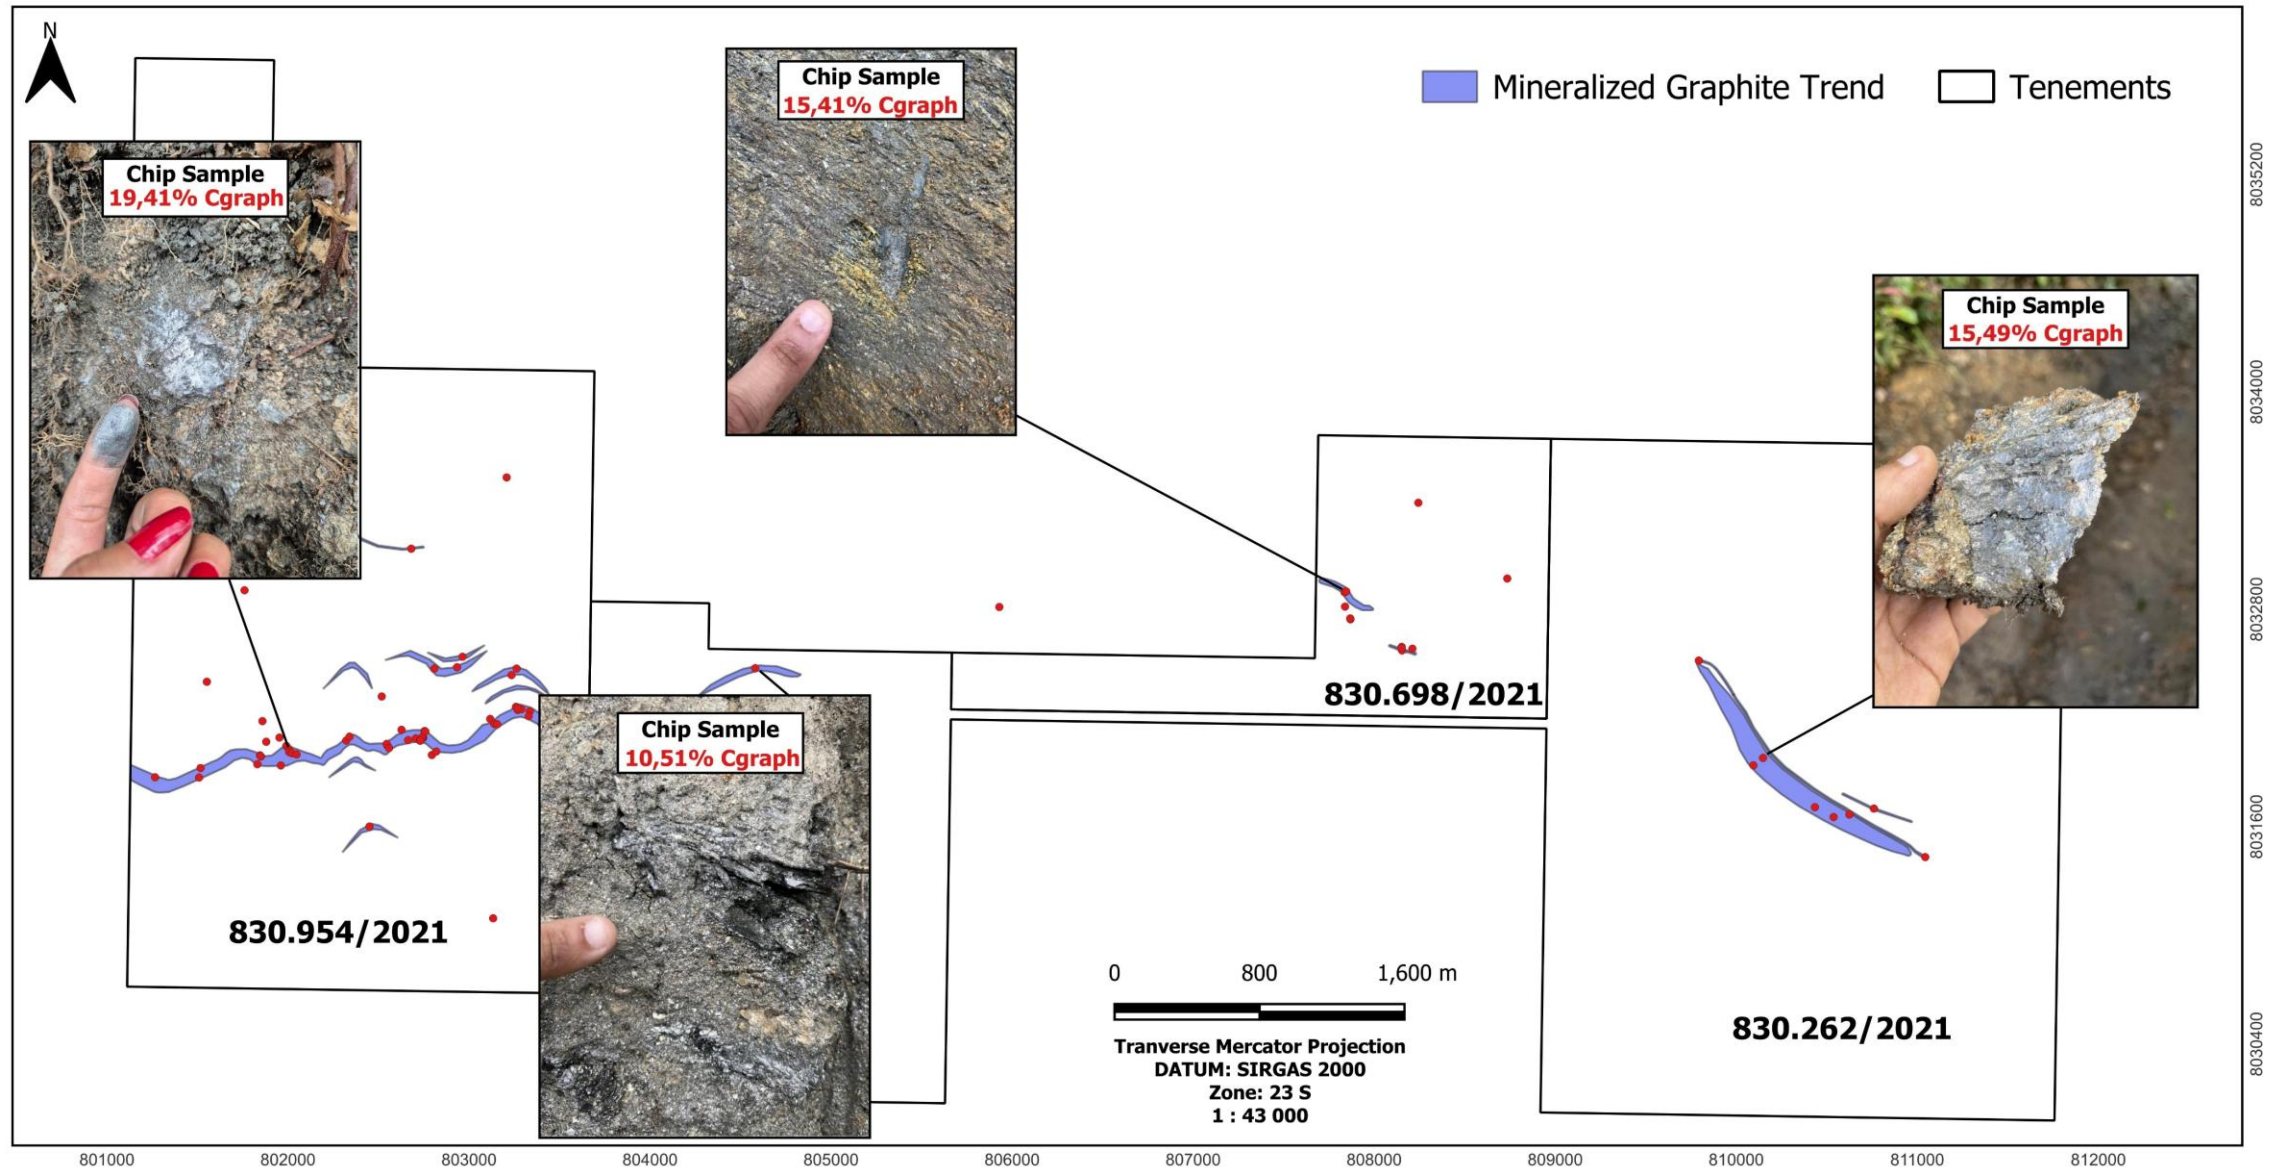 N
Mineralized Graphite Trend
Tenements
Chip Sample
19,41% Cgraph
Chip Sample
15,41% Cgraph
Chip Sample
15,49% Cgraph
Chip Sample
10,51% Cgraph
830.698/2021
830.954/2021
830.262/2021
0 800 1,600 m
Tranverse Mercator Projection
DATUM: SIRGAS 2000
Zone: 23 S
1 : 43 000
8035200
8034000
8032800
8031600
8030400
801000 802000 803000 804000 805000 806000 807000 808000 809000 810000 811000 812000